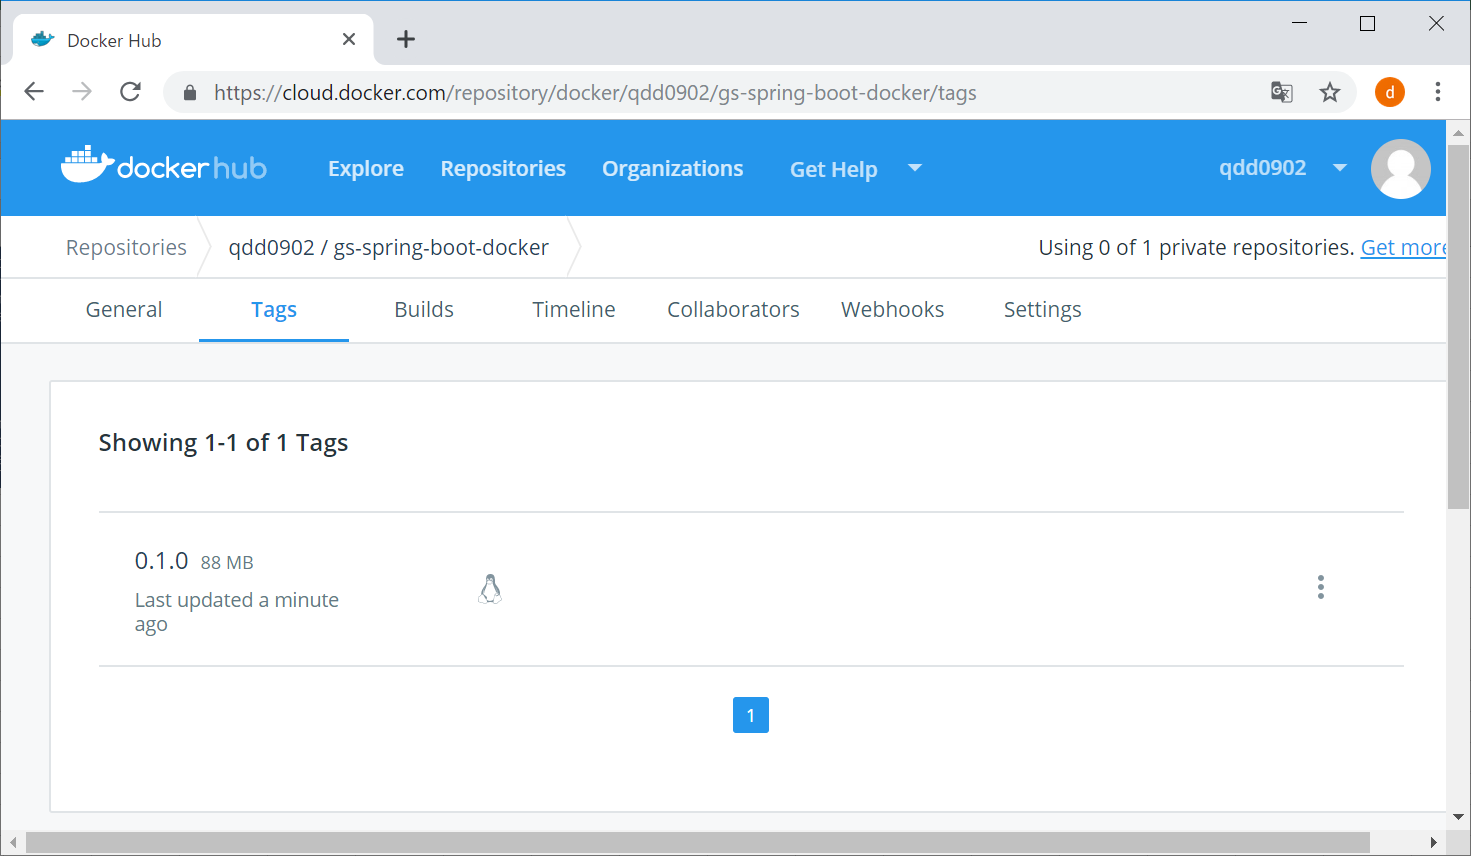 Docker Hub
https://cloud.docker.com/repository/docker/qdd0902/gs-spring-boot-docker/tags
d
docker hub
Explore
Repositories
Organizations
Get Help
qdd0902
Repositories
qdd0902 / gs-spring-boot-docker
Using 0 of 1 private repositories. Get more
General
Tags
Builds
Timeline
Collaborators
Webhooks
Settings
Showing 1-1 of 1 Tags
0.1.0 88 MB
Last updated a minute
ago
1